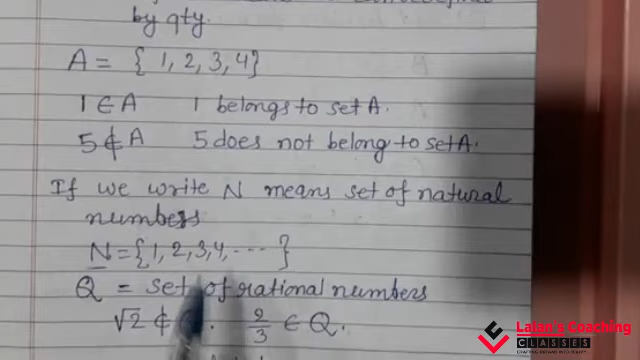 by qty.
A = { 1, 2, 3, 4}
1 ∈ A 1 belongs to set A.
5 ∉ A 5 does not belong to set A.
If we write N means set of natural
numbers
N = { 1, 2, 3, 4, ---- }
Q = set of rational numbers
√2 ∉ . 2/3 ∈ Q.
Lalan's Coaching
CLASSES